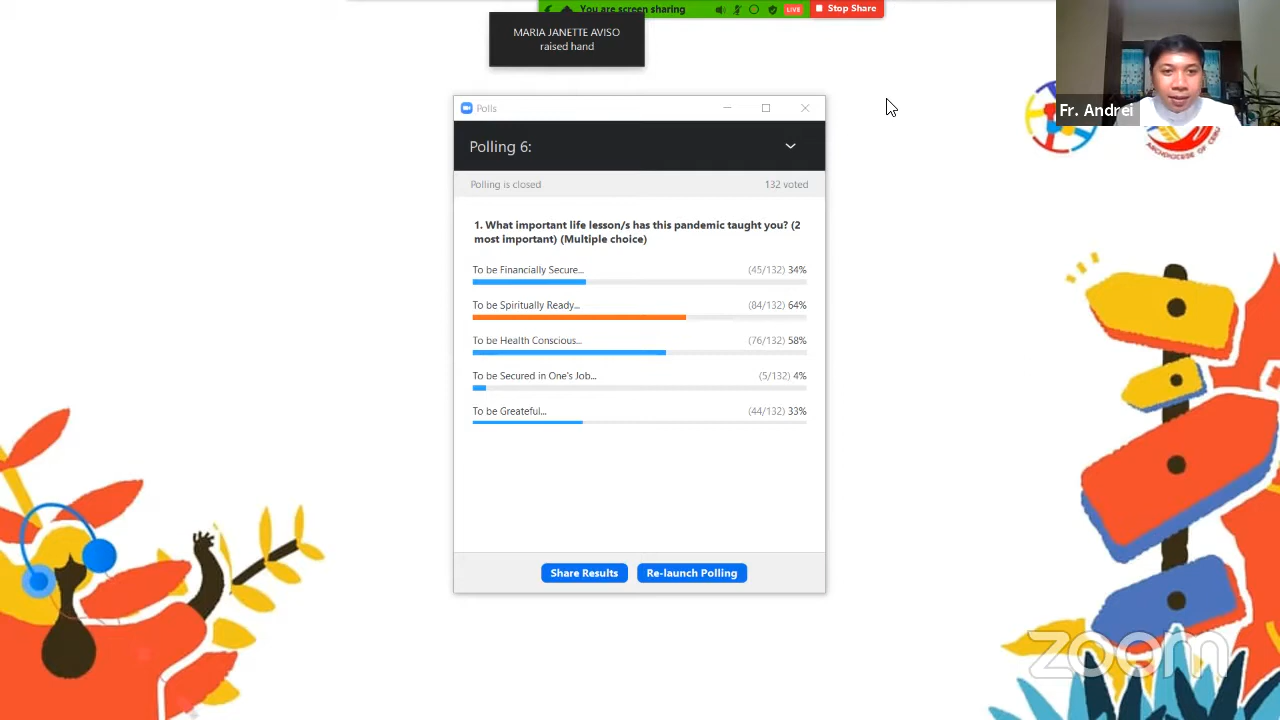 You are screen sharing
LIVE
Stop Share
MARIA JANETTE AVISO
raised hand
Fr. Andrei
ARCHDIOCESE OF CEBU
Polls
Polling 6:
Polling is closed
132 voted
1. What important life lesson/s has this pandemic taught you? (2
most important) (Multiple choice)
To be Financially Secure...
(45/132) 34%
To be Spiritually Ready...
(84/132) 64%
To be Health Conscious...
(76/132) 58%
To be Secured in One's Job...
(5/132) 4%
To be Greateful...
(44/132) 33%
Share Results
Re-launch Polling
zoom